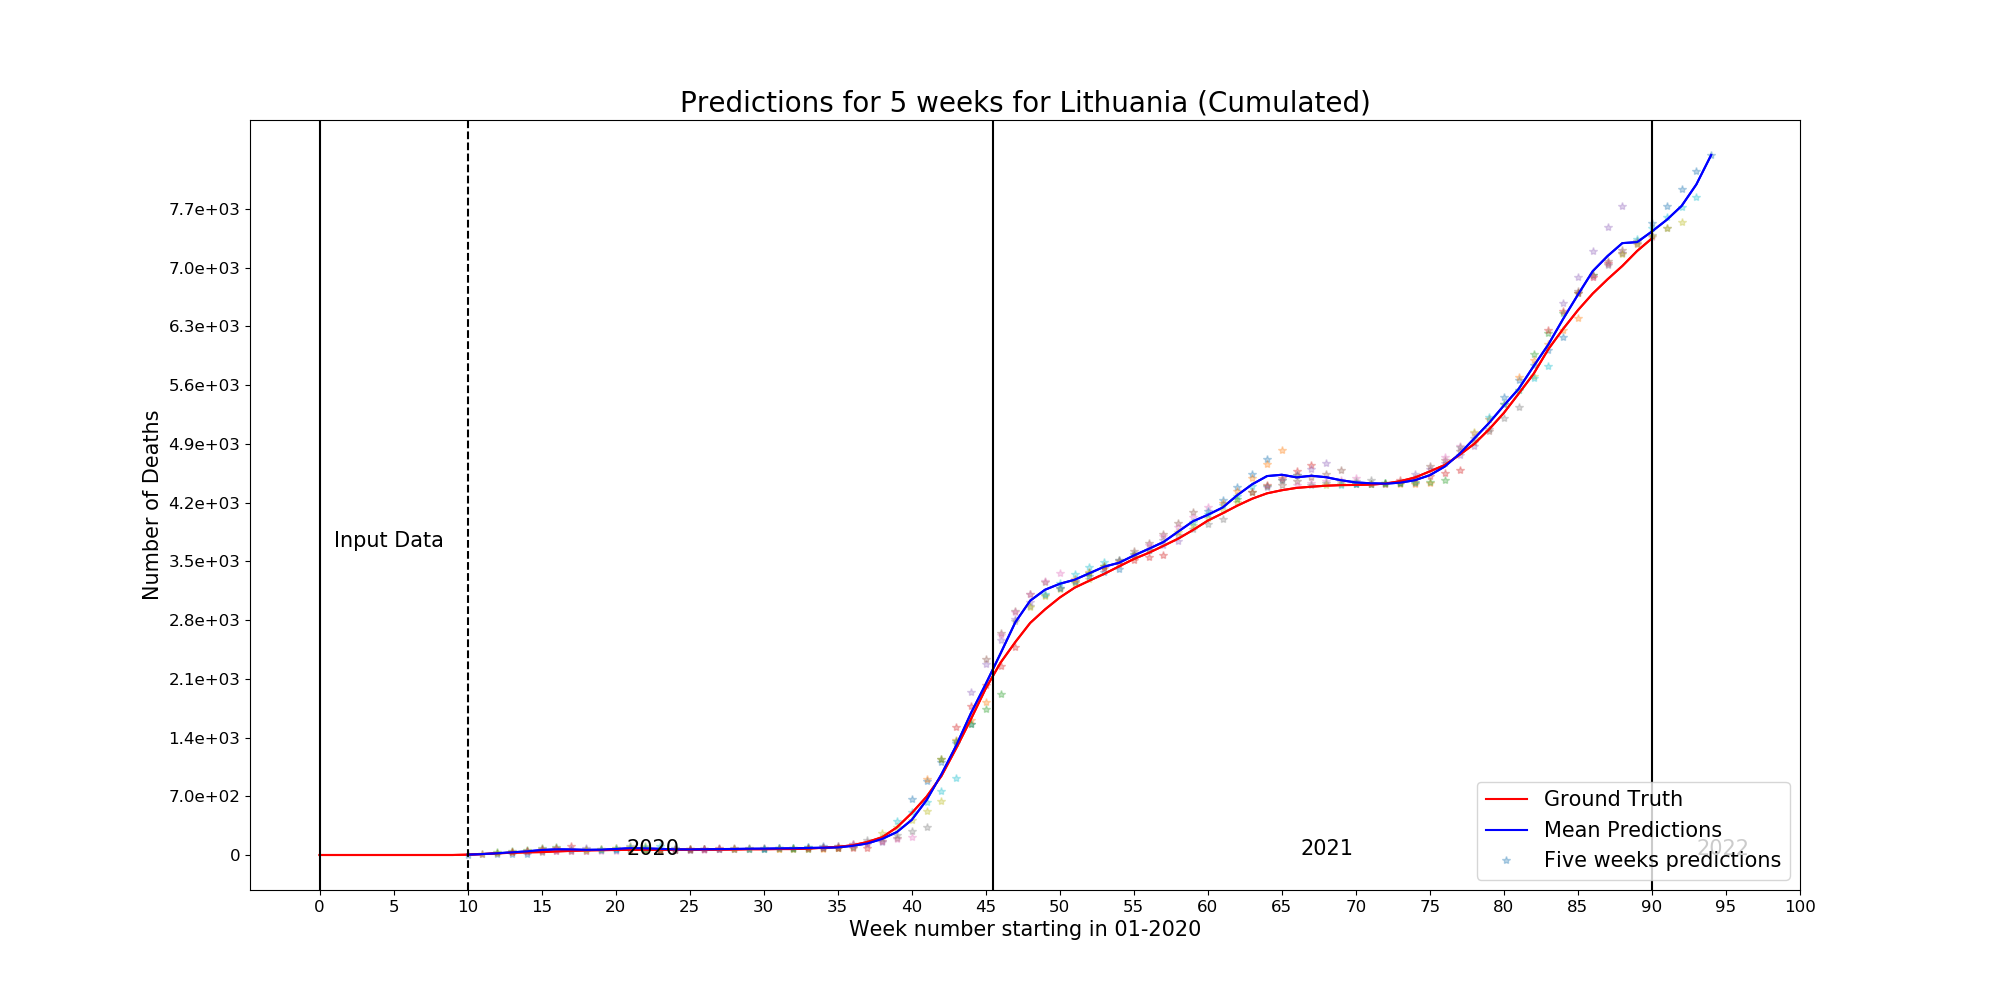 Predictions for 5 weeks for Lithuania (Cumulated)
Number of Deaths
7.7e+03
7.0e+03
6.3e+03
5.6e+03
4.9e+03
4.2e+03
3.5e+03
2.8e+03
2.1e+03
1.4e+03
7.0e+02
0
Input Data
2020
2021
2022
Ground Truth
Mean Predictions
Five weeks predictions
0 5 10 15 20 25 30 35 40 45 50 55 60 65 70 75 80 85 90 95 100
Week number starting in 01-2020